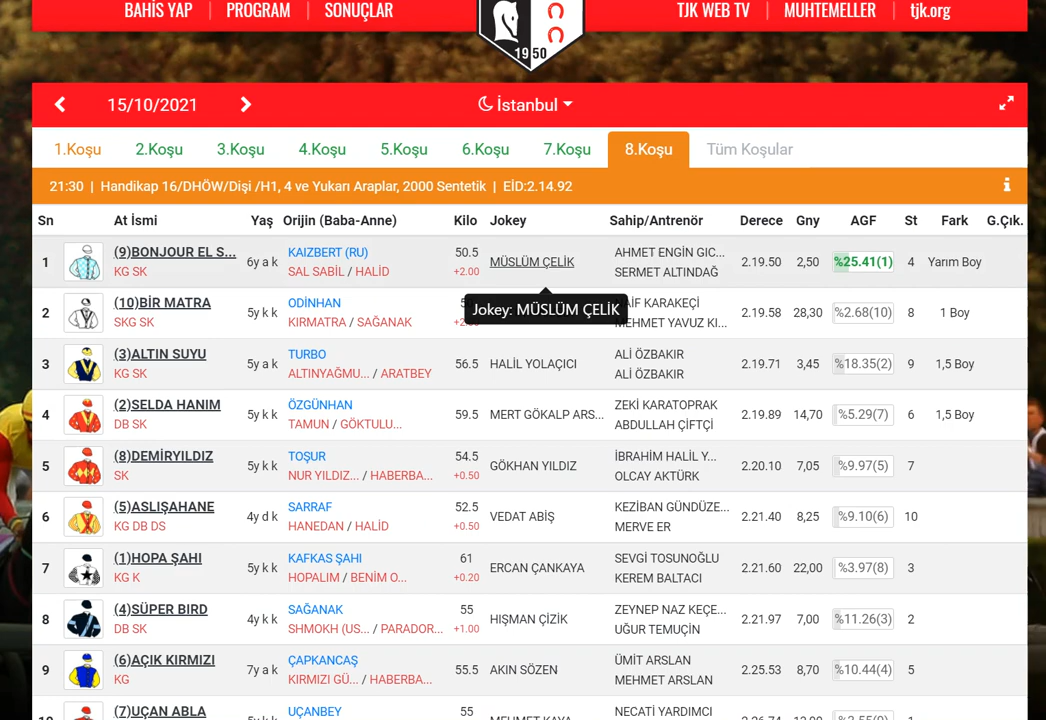 BAHİS YAP | PROGRAM | SONUÇLAR
TJK WEB TV | MUHTEMELLER | tjk.org
1950
15/10/2021 İstanbul
1.Koşu 2.Koşu 3.Koşu 4.Koşu 5.Koşu 6.Koşu 7.Koşu 8.Koşu Tüm Koşular
21:30 | Handikap 16/DHÖW/Dişi /H1, 4 ve Yukarı Araplar, 2000 Sentetik | EİD:2.14.92
Sn At İsmi Yaş Orijin (Baba-Anne) Kilo Jokey Sahip/Antrenör Derece Gny AGF St Fark G.Çık.
1 (9)BONJOUR EL S... 6y a k KAIZBERT (RU) 50.5 MÜSLÜM ÇELİK AHMET ENGİN GIC... 2.19.50 2,50 %25.41(1) 4 Yarım Boy
KG SK SAL SABİL / HALİD +2.00 SERMET ALTINDAĞ
Jokey: MÜSLÜM ÇELİK
2 (10)BİR MATRA 5y k k ODİNHAN KARAKEÇİ 2.19.58 28,30 %2.68(10) 8 1 Boy
SKG SK KIRMATRA / SAĞANAK MEHMET YAVUZ KI...
3 (3)ALTIN SUYU 5y a k TURBO 56.5 HALİL YOLAÇICI ALİ ÖZBAKIR 2.19.71 3,45 %18.35(2) 9 1,5 Boy
KG SK ALTINYAĞMU... / ARATBEY ALİ ÖZBAKIR
4 (2)SELDA HANIM 5y k k ÖZGÜNHAN 59.5 MERT GÖKALP ARS... ZEKİ KARATOPRAK 2.19.89 14,70 %5.29(7) 6 1,5 Boy
DB SK TAMUN / GÖKTULU... ABDULLAH ÇİFTÇİ
5 (8)DEMİRYILDIZ 5y k k TOŞUR 54.5 GÖKHAN YILDIZ İBRAHİM HALİL Y... 2.20.10 7,05 %9.97(5) 7
SK NUR YILDIZ... / HABERBA... +0.50 OLCAY AKTÜRK
6 (5)ASLIŞAHANE 4y d k SARRAF 52.5 VEDAT ABİŞ KEZİBAN GÜNDÜZE... 2.21.40 8,25 %9.10(6) 10
KG DB DS HANEDAN / HALİD +0.50 MERVE ER
7 (1)HOPA ŞAHI 5y k k KAFKAS ŞAHI 61 ERCAN ÇANKAYA SEVGİ TOSUNOĞLU 2.21.60 22,00 %3.97(8) 3
KG K HOPALIM / BENİM O... +0.20 KEREM BALTACI
8 (4)SÜPER BIRD 4y k k SAĞANAK 55 HIŞMAN ÇİZİK ZEYNEP NAZ KEÇE... 2.21.97 7,00 %11.26(3) 2
DB SK SHMOKH (US... / PARADOR... +1.00 UĞUR TEMUÇİN
9 (6)AÇIK KIRMIZI 7y a k ÇAPKANCAŞ 55.5 AKIN SÖZEN ÜMİT ARSLAN 2.25.53 8,70 %10.44(4) 5
KG KIRMIZI GÜ... / HABERBA... MEHMET ARSLAN
(7)UÇAN ABLA UÇANBEY 55 NECATİ YARDIMCI